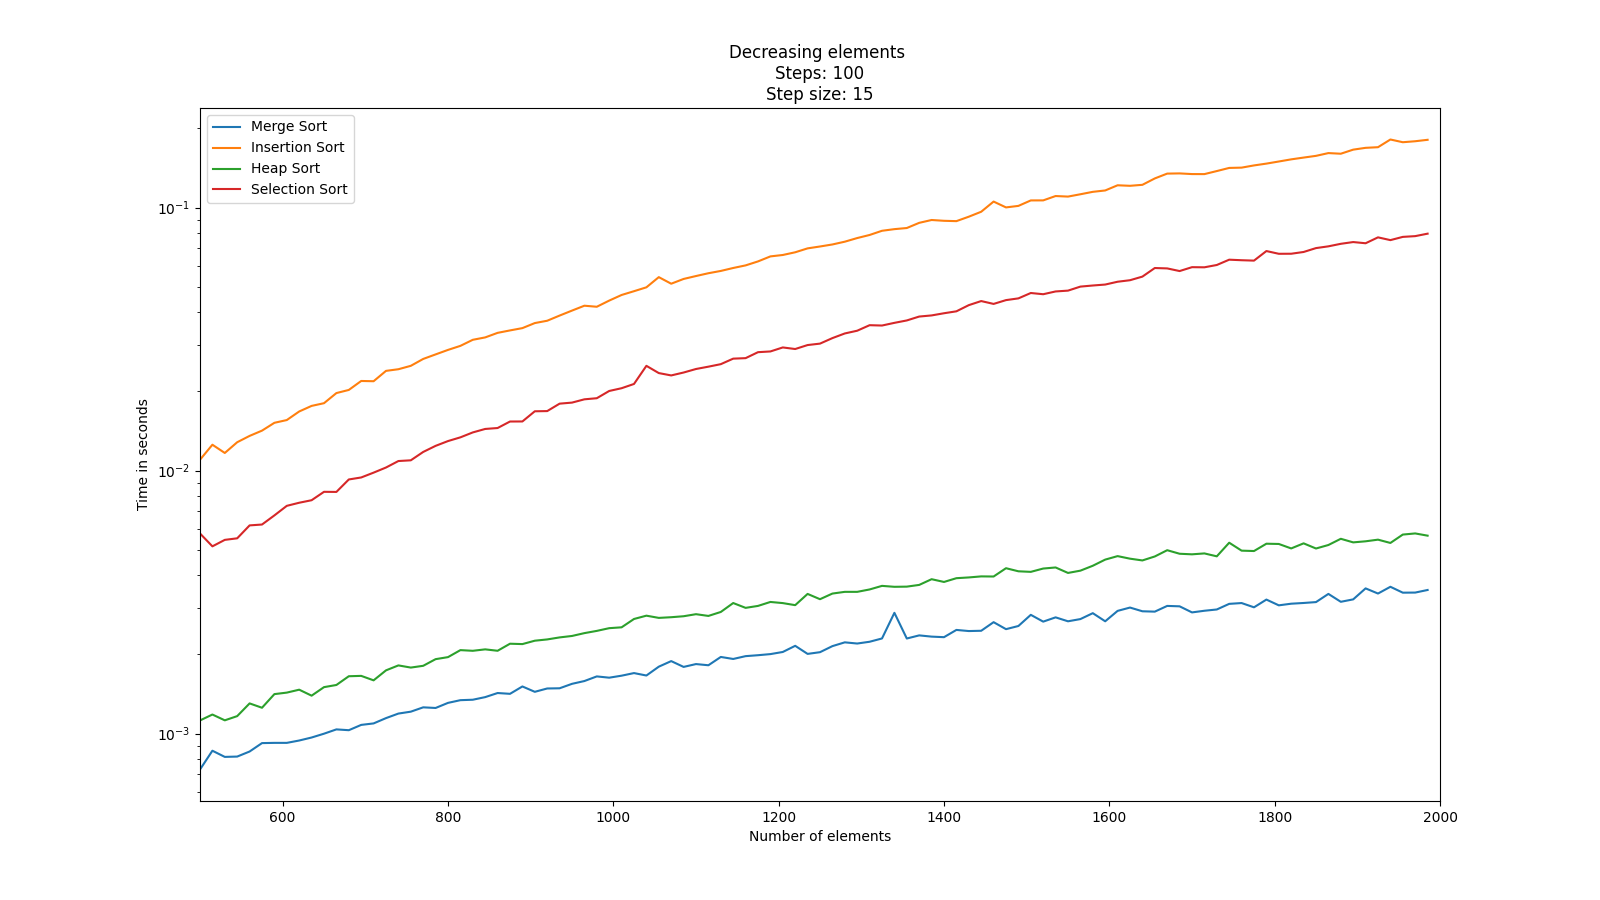 Decreasing elements
Steps: 100
Step size: 15
Merge Sort
Insertion Sort
Heap Sort
Selection Sort
Time in seconds
10⁻¹
10⁻²
10⁻³
600 800 1000 1200 1400 1600 1800 2000
Number of elements